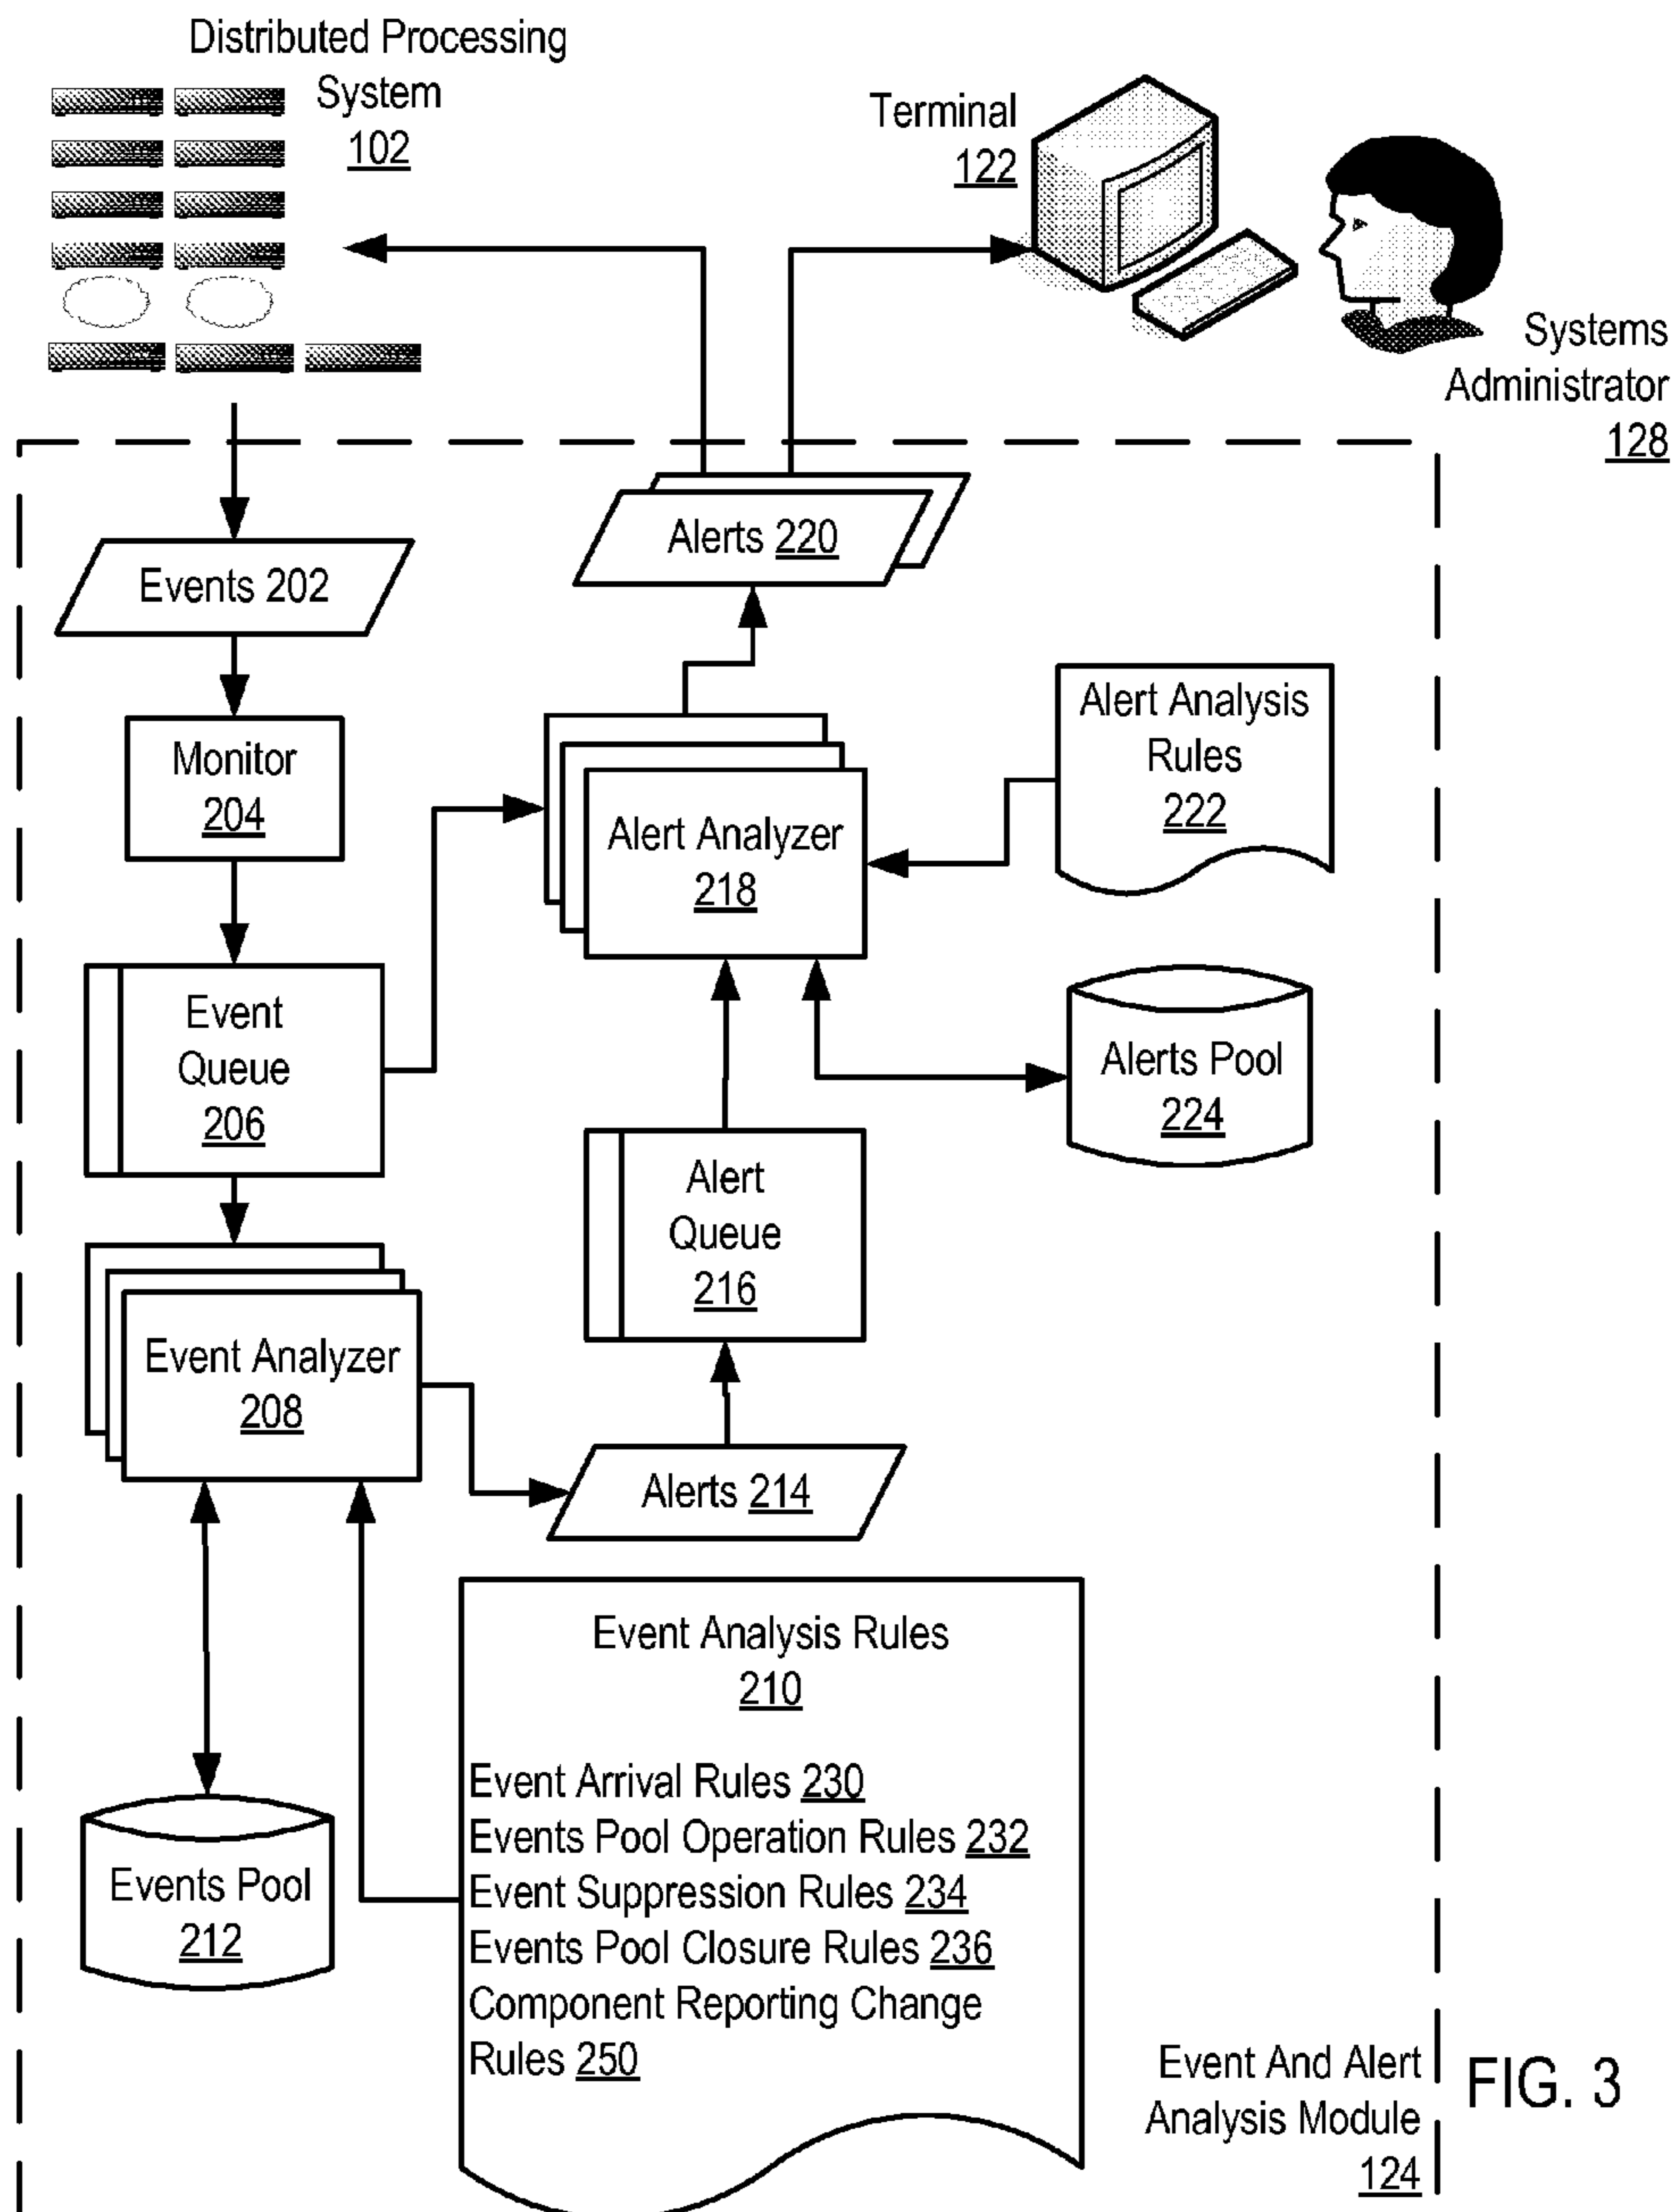 Distributed Processing
System
102
Terminal
122
Systems
Administrator
128
Events 202
Alerts 220
Monitor
204
Alert Analysis
Rules
222
Alert Analyzer
218
Event
Queue
206
Alerts Pool
224
Alert
Queue
216
Event Analyzer
208
Alerts 214
Event Analysis Rules
210
Event Arrival Rules 230
Events Pool Operation Rules 232
Event Suppression Rules 234
Events Pool Closure Rules 236
Component Reporting Change
Rules 250
Events Pool
212
Event And Alert
Analysis Module
124
FIG. 3